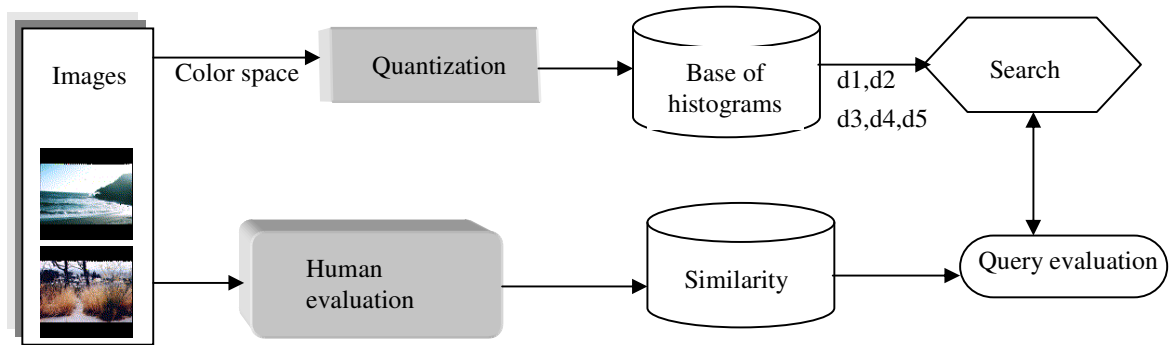 Images
Color space
Quantization
Base of
histograms
d1,d2
d3,d4,d5
Search
Human
evaluation
Similarity
Query evaluation